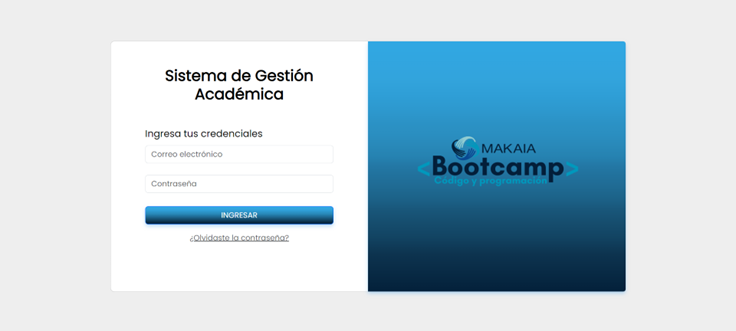 Sistema de Gestión
Académica
Ingresa tus credenciales
Correo electrónico
Contraseña
INGRESAR
¿Olvidaste la contraseña?
MAKAIA
<Bootcamp>
Código y programación